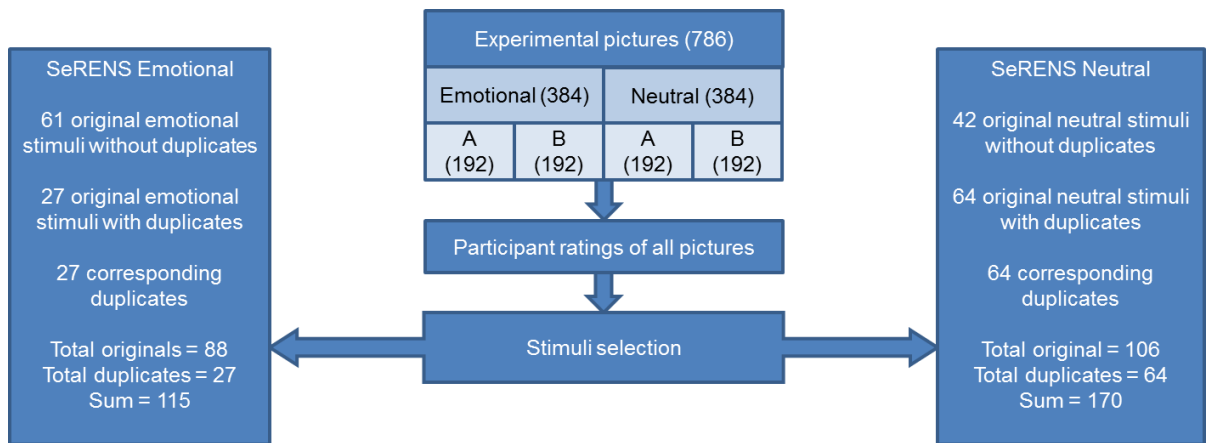 SeRENS Emotional
61 original emotional
stimuli without duplicates
27 original emotional
stimuli with duplicates
27 corresponding
duplicates
Total originals = 88
Total duplicates = 27
Sum = 115
Experimental pictures (786)
Emotional (384)
Neutral (384)
A
(192)
B
(192)
A
(192)
B
(192)
Participant ratings of all pictures
Stimuli selection
SeRENS Neutral
42 original neutral stimuli
without duplicates
64 original neutral stimuli
with duplicates
64 corresponding
duplicates
Total original = 106
Total duplicates = 64
Sum = 170